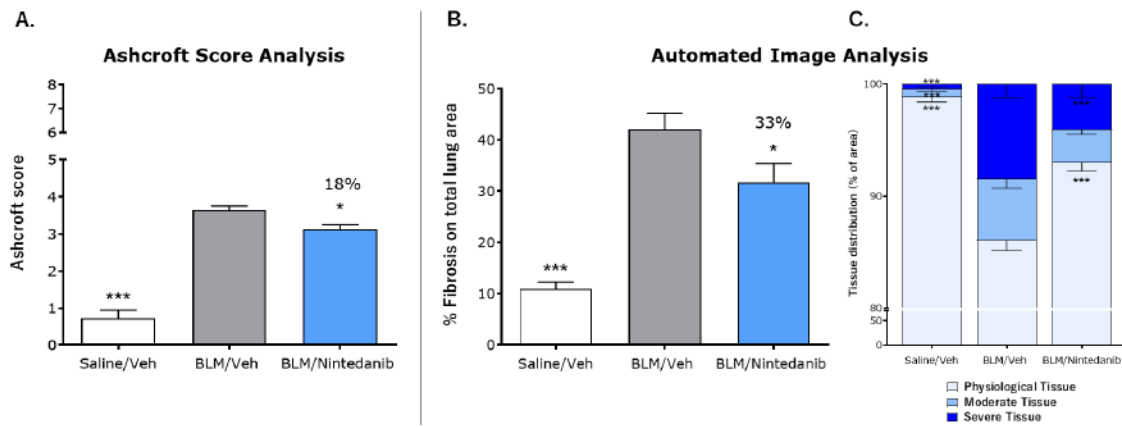 A.
Ashcroft Score Analysis
Ashcroft score
8
7
6
4
3
2
1
0
***
18%
*
Saline/Veh
BLM/Veh
BLM/Nintedanib
B.
Automated Image Analysis
% Fibrosis on total lung area
50
40
30
20
10
0
***
33%
*
Saline/Veh
BLM/Veh
BLM/Nintedanib
C.
Tissue distribution (% of area)
100
90
80
50
0
***
***
***
***
***
Saline/Veh
BLM/Veh
BLM/Nintedanib
Physiological Tissue
Moderate Tissue
Severe Tissue